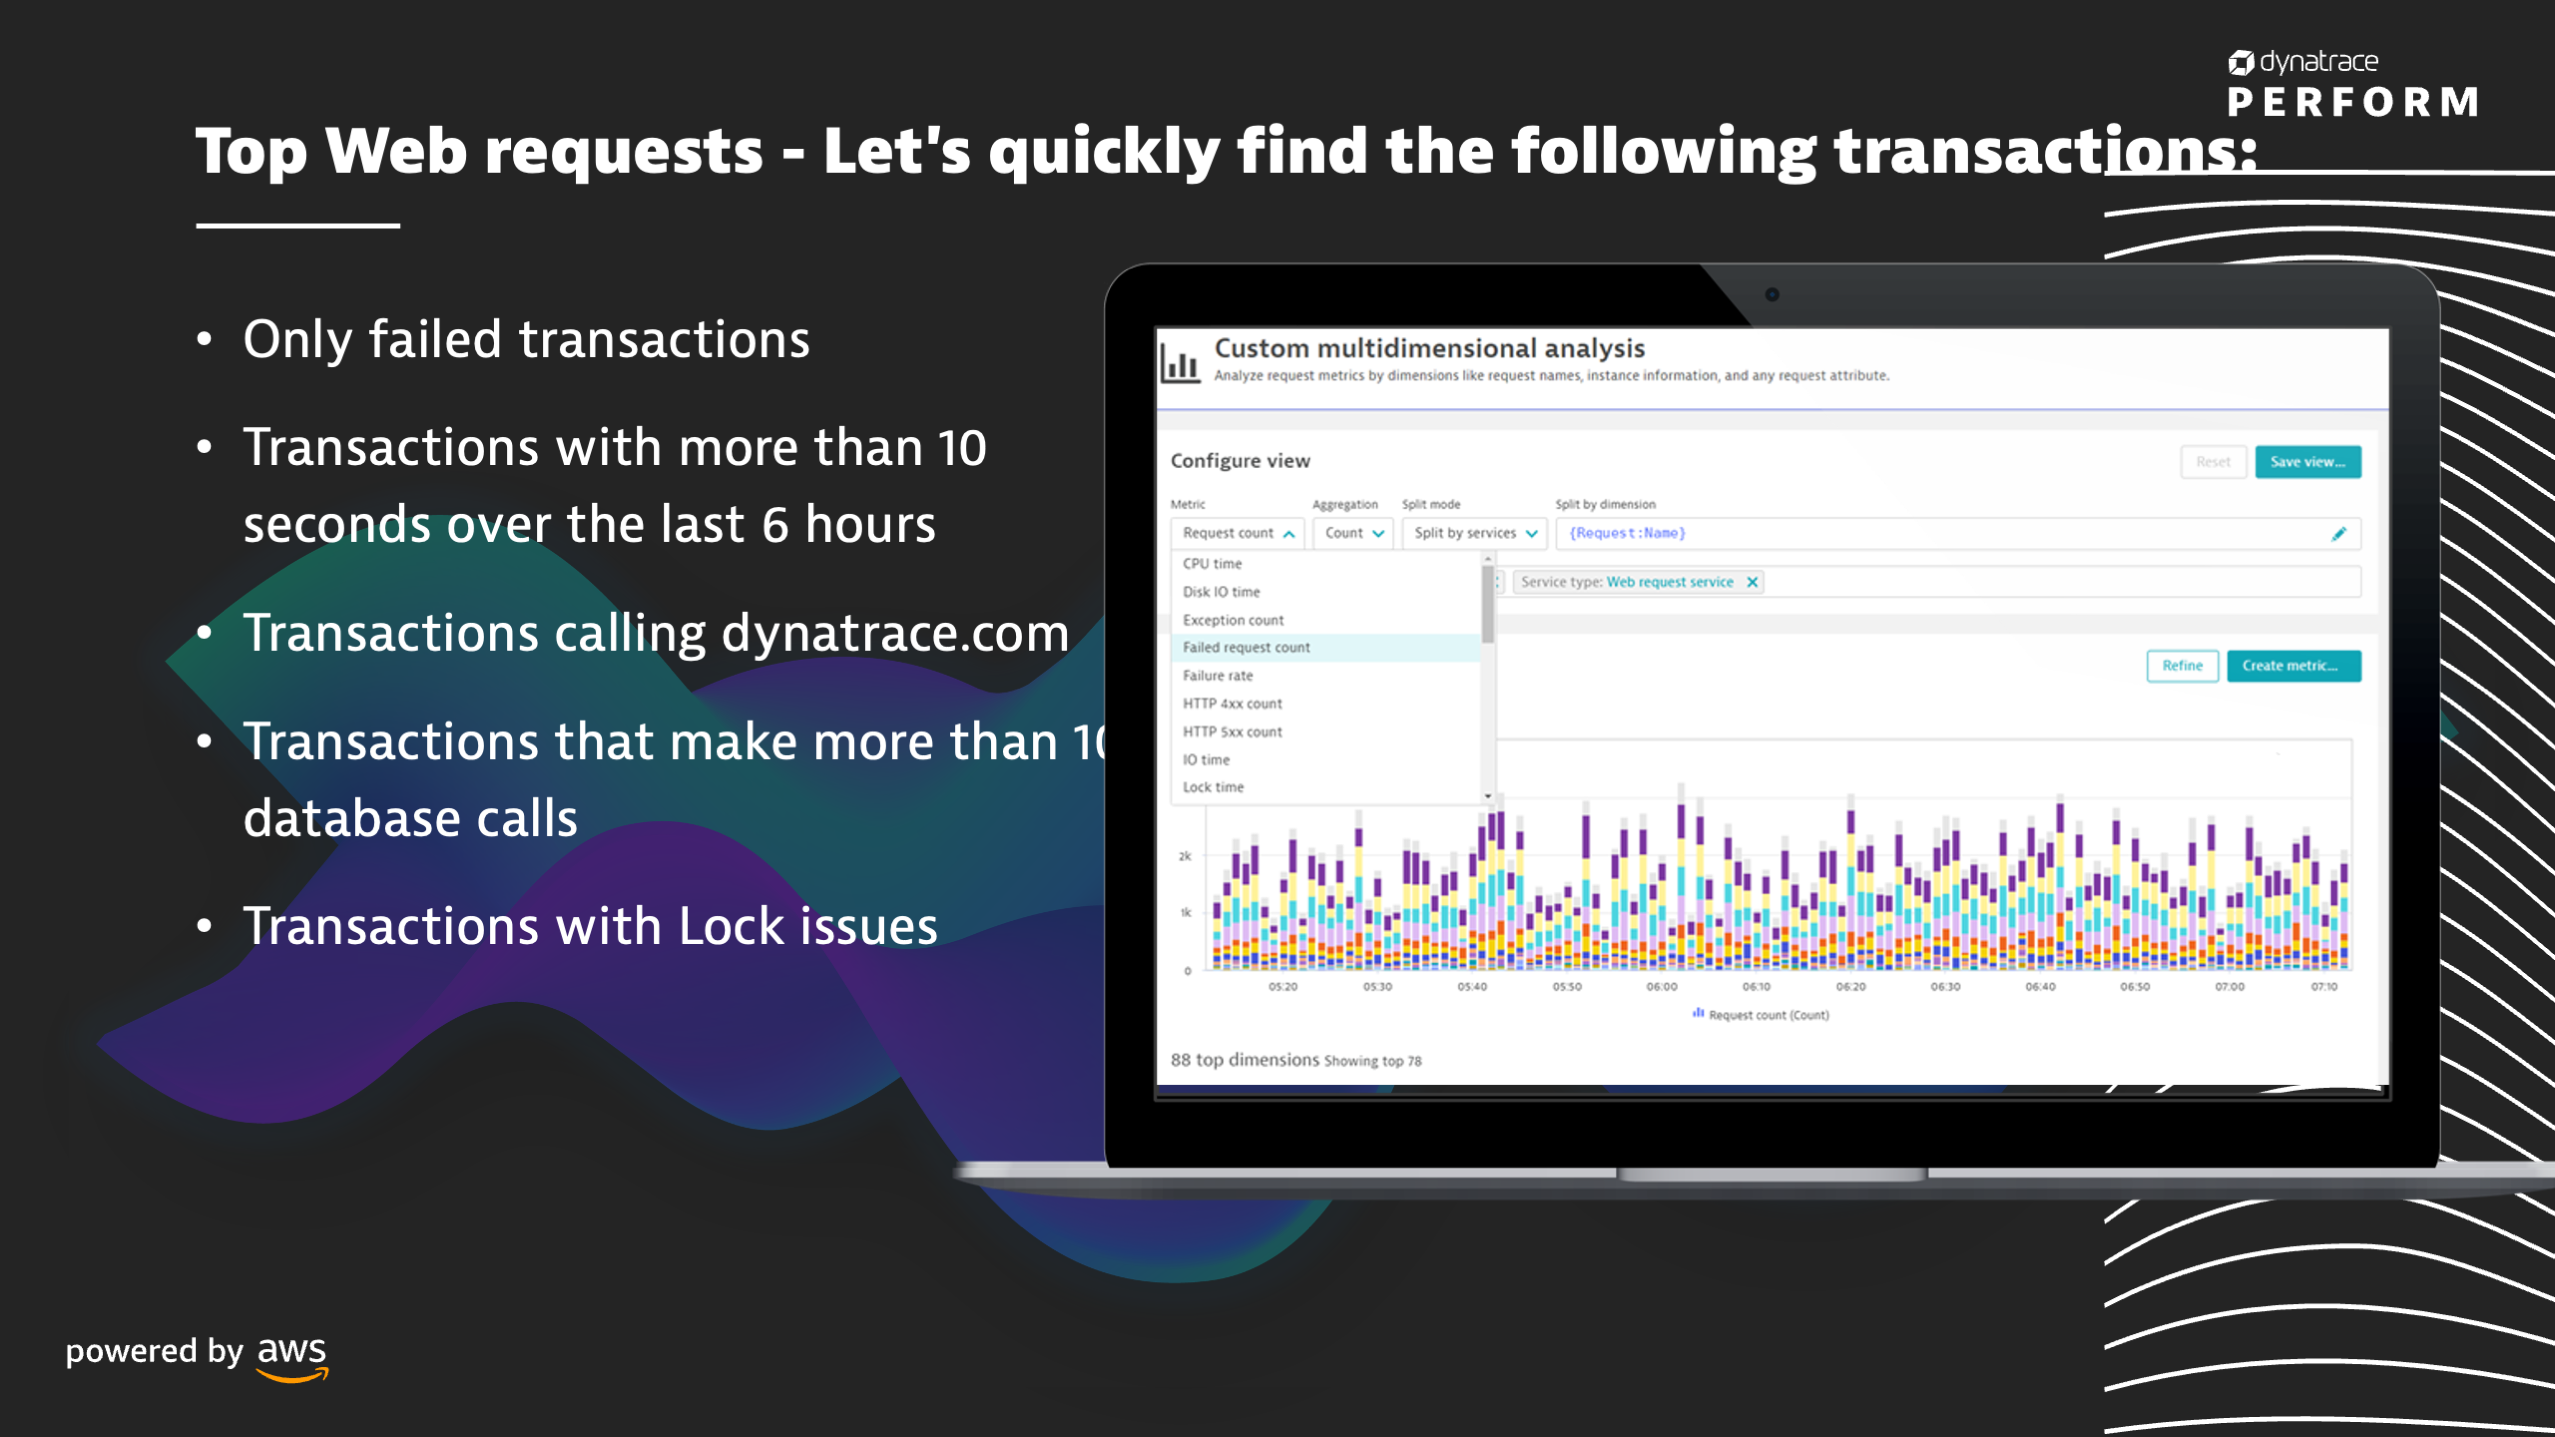 dynatrace
PERFORM
Top Web requests - Let's quickly find the following transactions:
• Only failed transactions
• Transactions with more than 10
seconds over the last 6 hours
• Transactions calling dynatrace.com
• Transactions that make more than 10
database calls
• Transactions with Lock issues
Custom multidimensional analysis
Analyze request metrics by dimensions like request names, instance information, and any request attribute.
Configure view
Reset
Save view...
Metric
Aggregation
Split mode
Split by dimension
Request count
Count
Split by services
{Request:Name}
CPU time
Disk IO time
Exception count
Failed request count
Failure rate
HTTP 4xx count
HTTP 5xx count
IO time
Lock time
Service type: Web request service
Refine
Create metric...
2k
1k
0
05:20 05:30 05:40 05:50 06:00 06:10 06:20 06:30 06:40 06:50 07:00 07:10
Request count (Count)
88 top dimensions Showing top 78
powered by aws